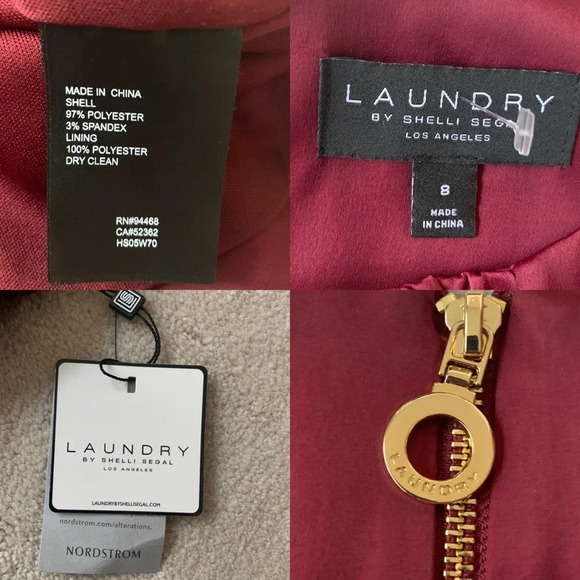 MADE IN CHINA
SHELL
97% POLYESTER
3% SPANDEX
LINING
100% POLYESTER
DRY CLEAN
RN#94468
CA#52362
HS05W70
LAUNDRY
BY SHELLI SEGAL
LOS ANGELES
8
MADE
IN CHINA
LAUNDRY
BY SHELLI SEGAL
LOS ANGELES
LAUNDRYBYSHELLISEGAL.COM
nordstrom.com/alterations.
NORDSTROM
LAUNDRY